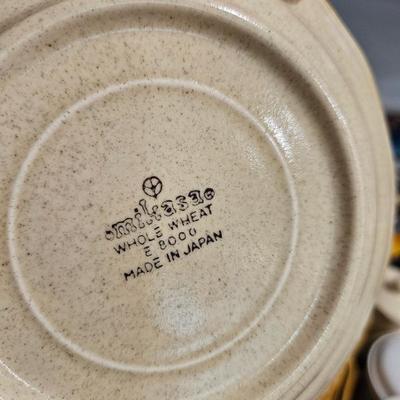 mikasa®
WHOLE WHEAT
E 8000
MADE IN JAPAN